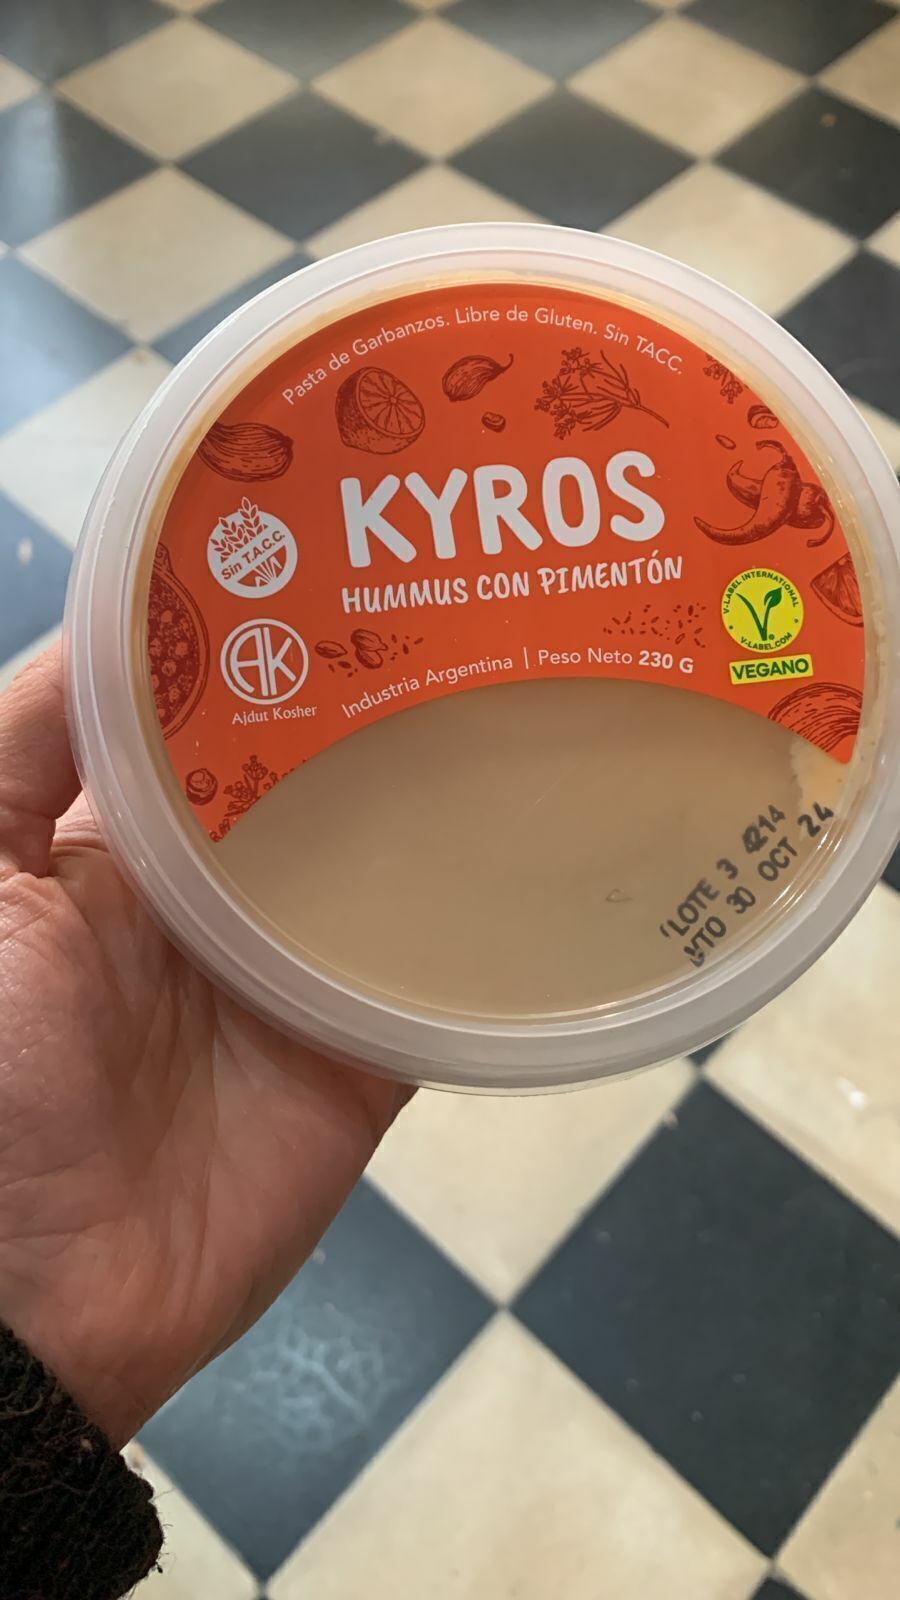 Pasta de Garbanzos. Libre de Gluten. Sin TACC.
KYROS
HUMMUS CON PIMENTÓN
Sin T.A.C.C.
AK
Ajdut Kosher
Industria Argentina | Peso Neto 230 G
V-LABEL INTERNATIONAL
V-LABEL.COM
VEGANO
LOTE 3 4214
VTO 30 OCT 24